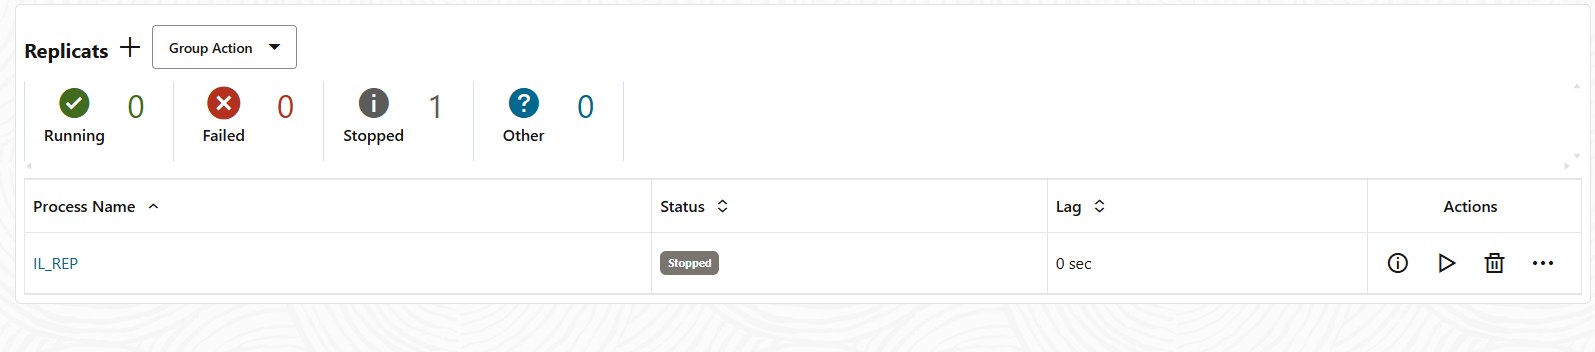 Replicats
Group Action
0
0
1
0
Running
Failed
Stopped
Other
Process Name
Status
Lag
Actions
IL_REP
Stopped
0 sec